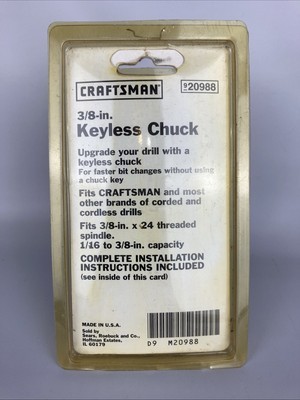 CRAFTSMAN
920988
3/8-in.
Keyless Chuck
Upgrade your drill with a
keyless chuck
For faster bit changes without using
a chuck key
Fits CRAFTSMAN and most
other brands of corded and
cordless drills
Fits 3/8-in. x 24 threaded
spindle.
1/16 to 3/8-in. capacity
COMPLETE INSTALLATION
INSTRUCTIONS INCLUDED
(see inside of this card)
MADE IN U.S.A.
Sold by
Sears, Roebuck and Co.,
Hoffman Estates,
IL 60179
D9 M20988